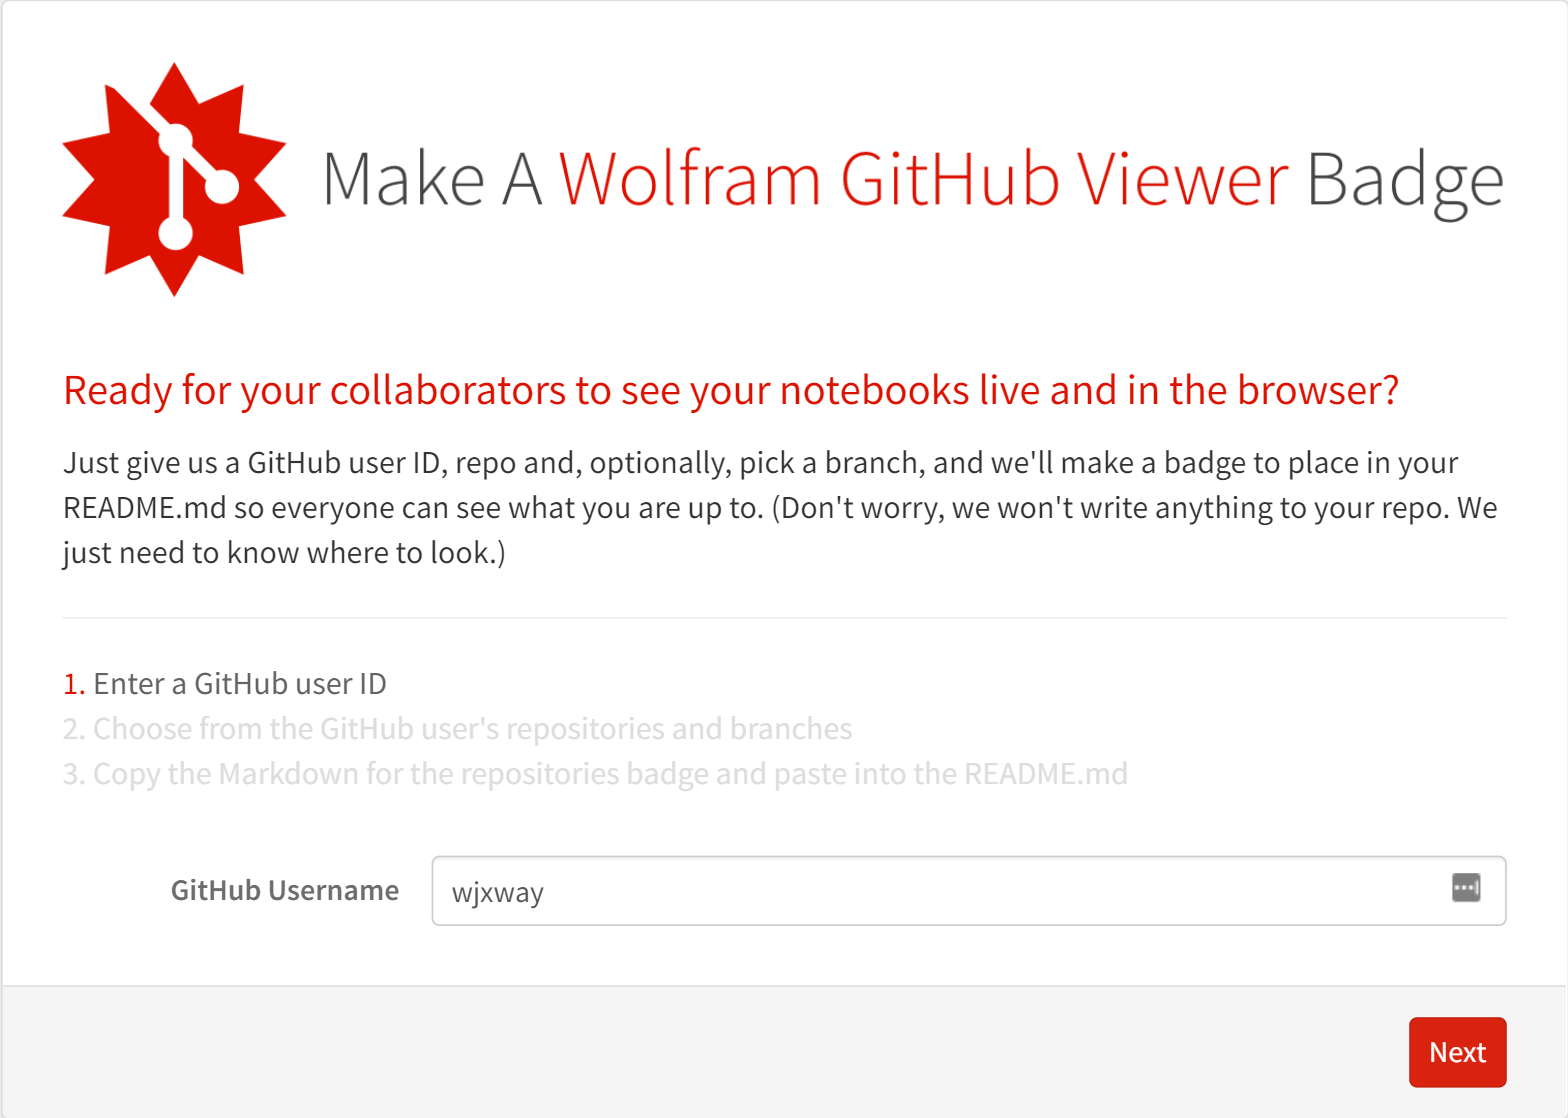 Make A Wolfram GitHub Viewer Badge
Ready for your collaborators to see your notebooks live and in the browser?
Just give us a GitHub user ID, repo and, optionally, pick a branch, and we'll make a badge to place in your
README.md so everyone can see what you are up to. (Don't worry, we won't write anything to your repo. We
just need to know where to look.)
1. Enter a GitHub user ID
2. Choose from the GitHub user's repositories and branches
3. Copy the Markdown for the repositories badge and paste into the README.md
GitHub Username wjxway
Next